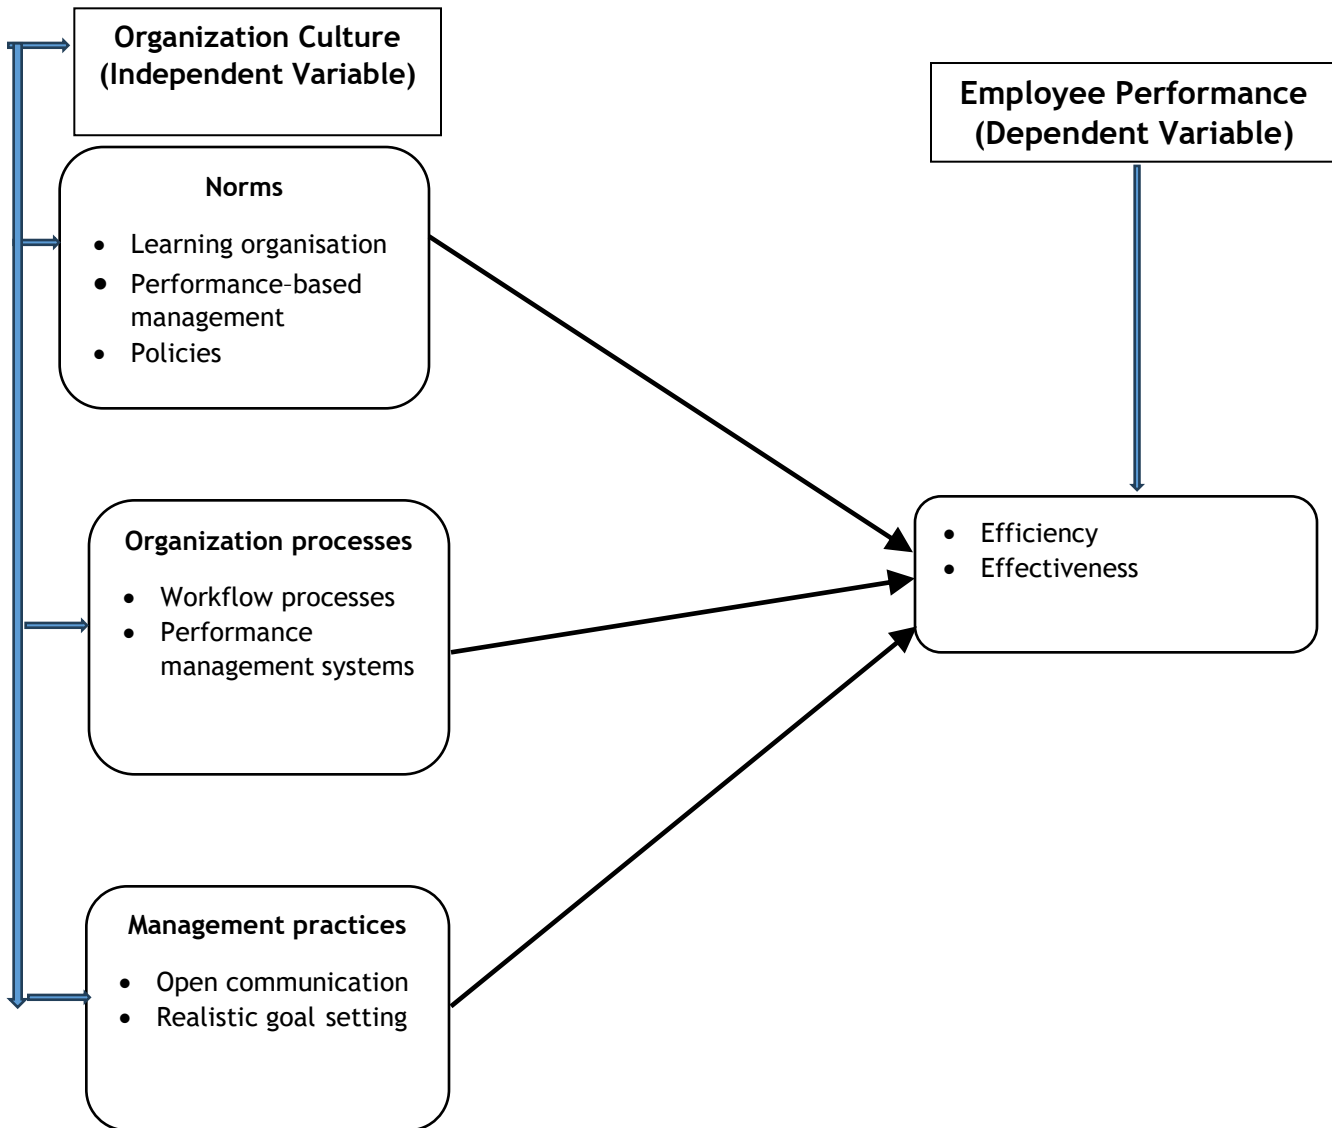 Organization Culture
(Independent Variable)
Employee Performance
(Dependent Variable)
Norms
• Learning organisation
• Performance–based
management
• Policies
Organization processes
• Workflow processes
• Performance
management systems
• Efficiency
• Effectiveness
Management practices
• Open communication
• Realistic goal setting